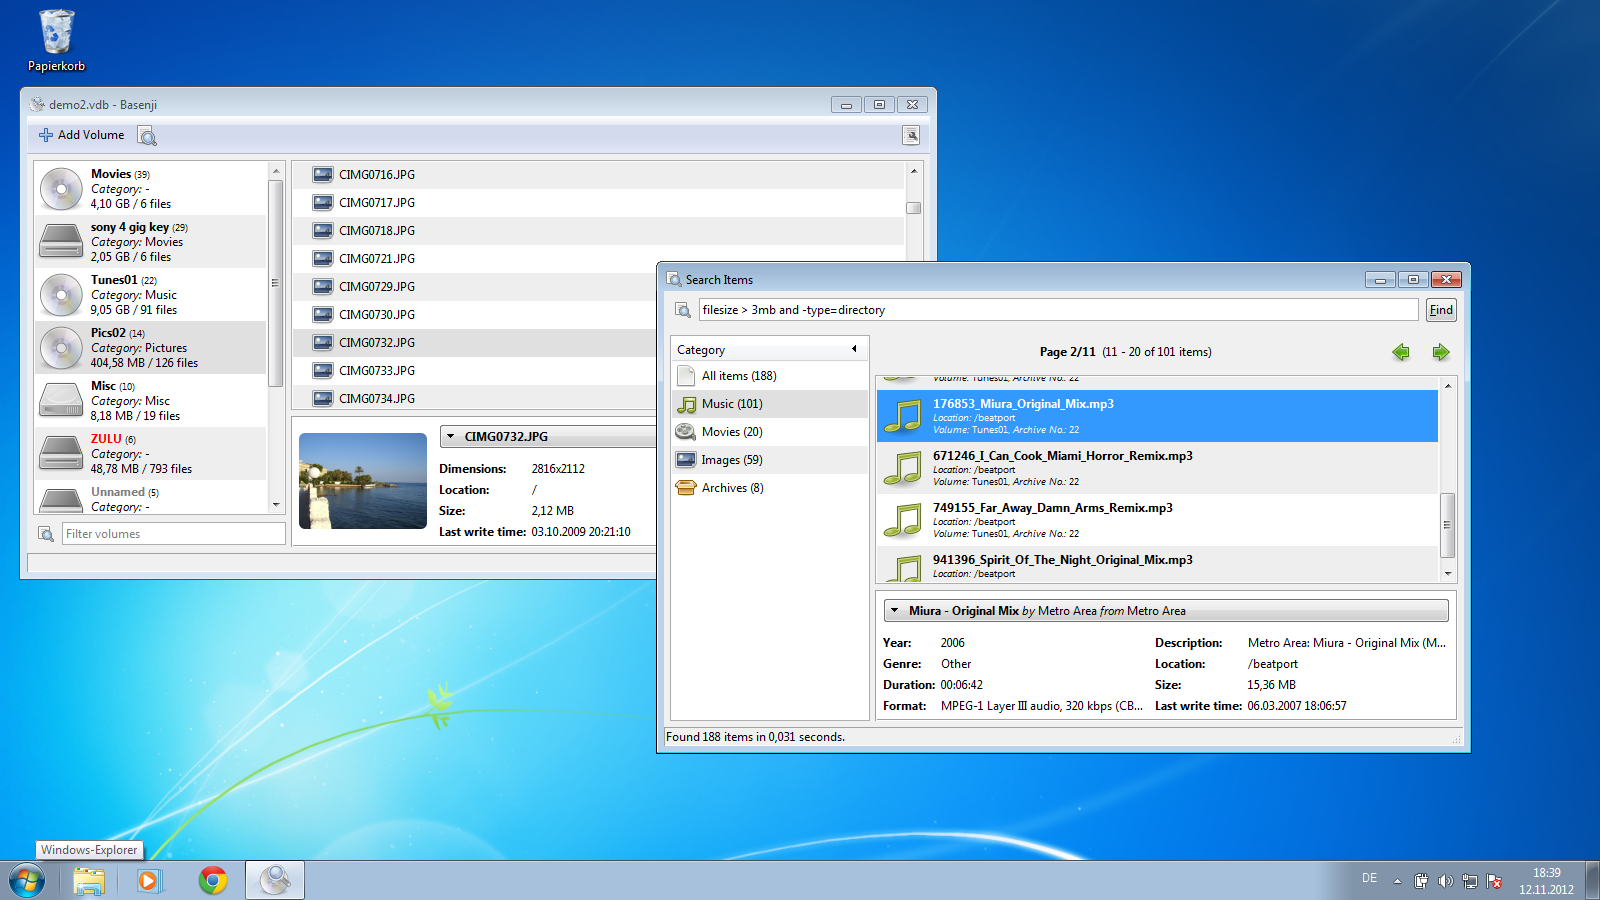 Papierkorb
demo2.vdb - Basenji
Add Volume
Movies (39)
Category: -
4,10 GB / 6 files
sony 4 gig key (29)
Category: Movies
2,05 GB / 6 files
Tunes01 (22)
Category: Music
9,05 GB / 91 files
Pics02 (14)
Category: Pictures
404,58 MB / 126 files
Misc (10)
Category: Misc
8,18 MB / 19 files
ZULU (6)
Category: -
48,78 MB / 793 files
Unnamed (5)
Category: -
Filter volumes
CIMG0716.JPG
CIMG0717.JPG
CIMG0718.JPG
CIMG0721.JPG
CIMG0729.JPG
CIMG0730.JPG
CIMG0732.JPG
CIMG0733.JPG
CIMG0734.JPG
CIMG0732.JPG
Dimensions: 2816x2112
Location: /
Size: 2,12 MB
Last write time: 03.10.2009 20:21:10
Search Items
filesize > 3mb and -type=directory
Find
Category
All items (188)
Music (101)
Movies (20)
Images (59)
Archives (8)
Page 2/11 (11 - 20 of 101 items)
Volume: Tunes01, Archive No.: 22
176853_Miura_Original_Mix.mp3
Location: /beatport
Volume: Tunes01, Archive No.: 22
671246_I_Can_Cook_Miami_Horror_Remix.mp3
Location: /beatport
Volume: Tunes01, Archive No.: 22
749155_Far_Away_Damn_Arms_Remix.mp3
Location: /beatport
Volume: Tunes01, Archive No.: 22
941396_Spirit_Of_The_Night_Original_Mix.mp3
Location: /beatport
Miura - Original Mix by Metro Area from Metro Area
Year: 2006
Genre: Other
Duration: 00:06:42
Format: MPEG-1 Layer III audio, 320 kbps (CB...
Description: Metro Area: Miura - Original Mix (M...
Location: /beatport
Size: 15,36 MB
Last write time: 06.03.2007 18:06:57
Found 188 items in 0,031 seconds.
Windows-Explorer
DE
18:39
12.11.2012